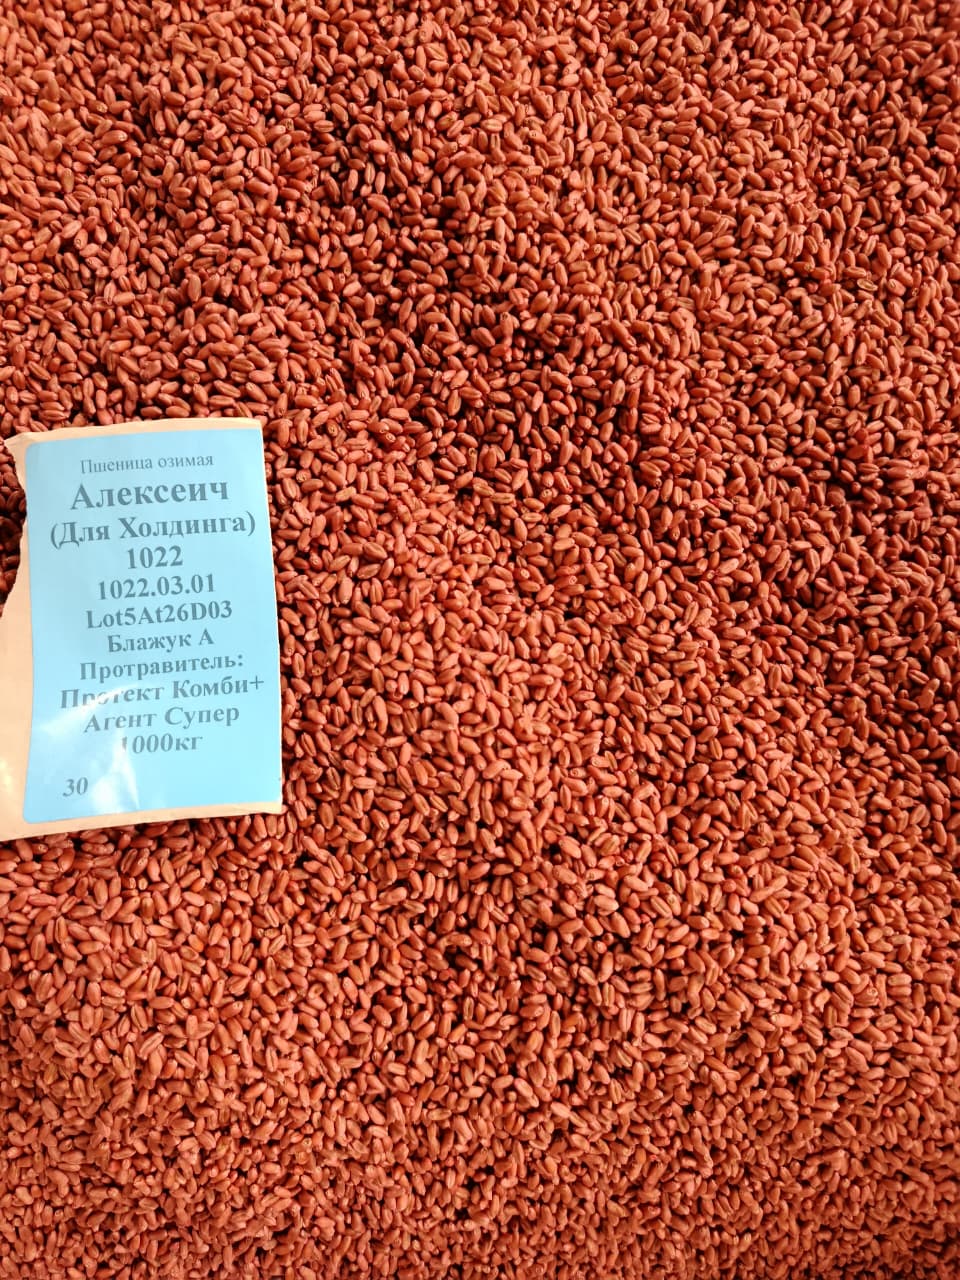 Пшеница озимая
Алексеич
(Для Холдинга)
1022
1022.03.01
Lot5At26D03
Блажук А
Протравитель:
Протект Комби+
Агент Супер
1000кг
30